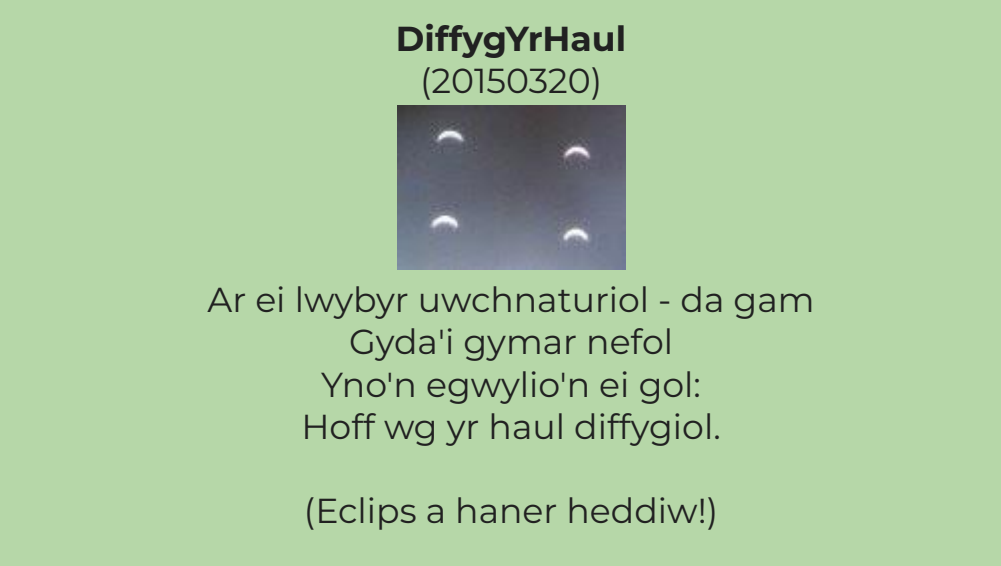 DiffygYrHaul
(20150320)
Ar ei lwybyr uwchnaturiol - da gam
Gyda'i gymar nefol
Yno'n egwylio'n ei gol:
Hoff wg yr haul diffygiol.
(Eclips a haner heddiw!)